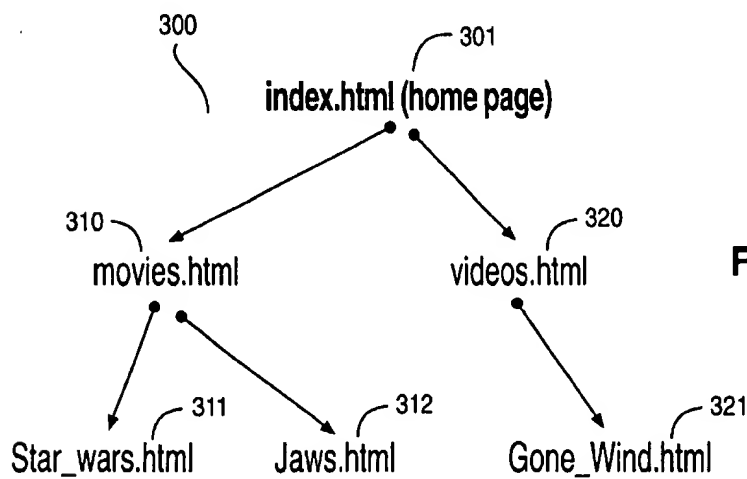 300
301
index.html (home page)
310
320
movies.html
videos.html
F
311
312
321
Star_wars.html
Jaws.html
Gone_Wind.html